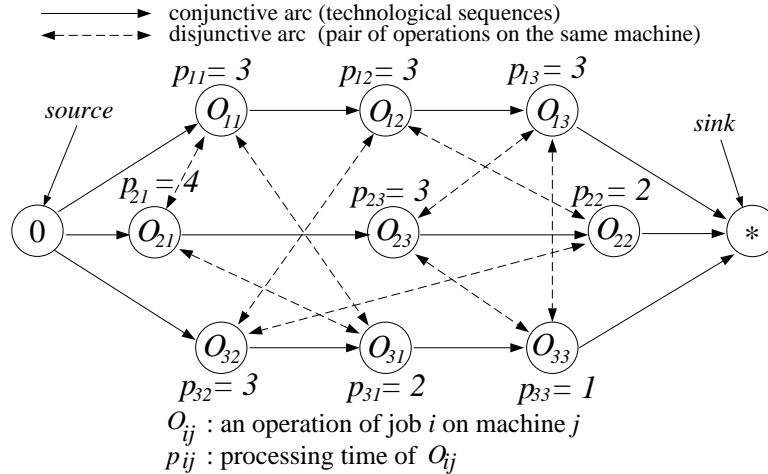 conjunctive arc (technological sequences)
disjunctive arc (pair of operations on the same machine)
p11 = 3 p12 = 3 p13 = 3
source O11 O12 O13 sink
p21 = 4 p23 = 3 p22 = 2
0 O21 O23 O22 *
O32 O31 O33
p32 = 3 p31 = 2 p33 = 1
Oij : an operation of job i on machine j
pij : processing time of Oij